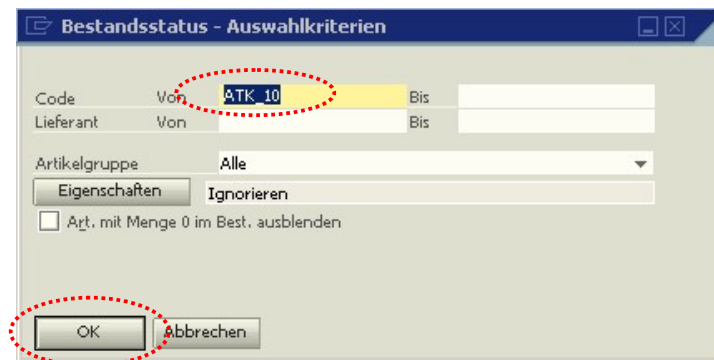 Bestandsstatus - Auswahlkriterien
Code Von ATK_10 Bis
Lieferant Von Bis
Artikelgruppe Alle
Eigenschaften Ignorieren
Art. mit Menge 0 im Best. ausblenden
OK Abbrechen